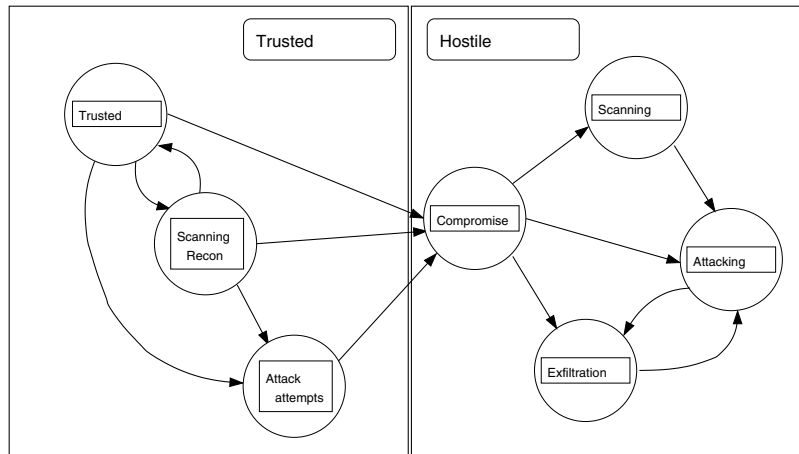 Trusted
Hostile
Trusted
Scanning
Recon
Attack
attempts
Compromise
Scanning
Attacking
Exfiltration